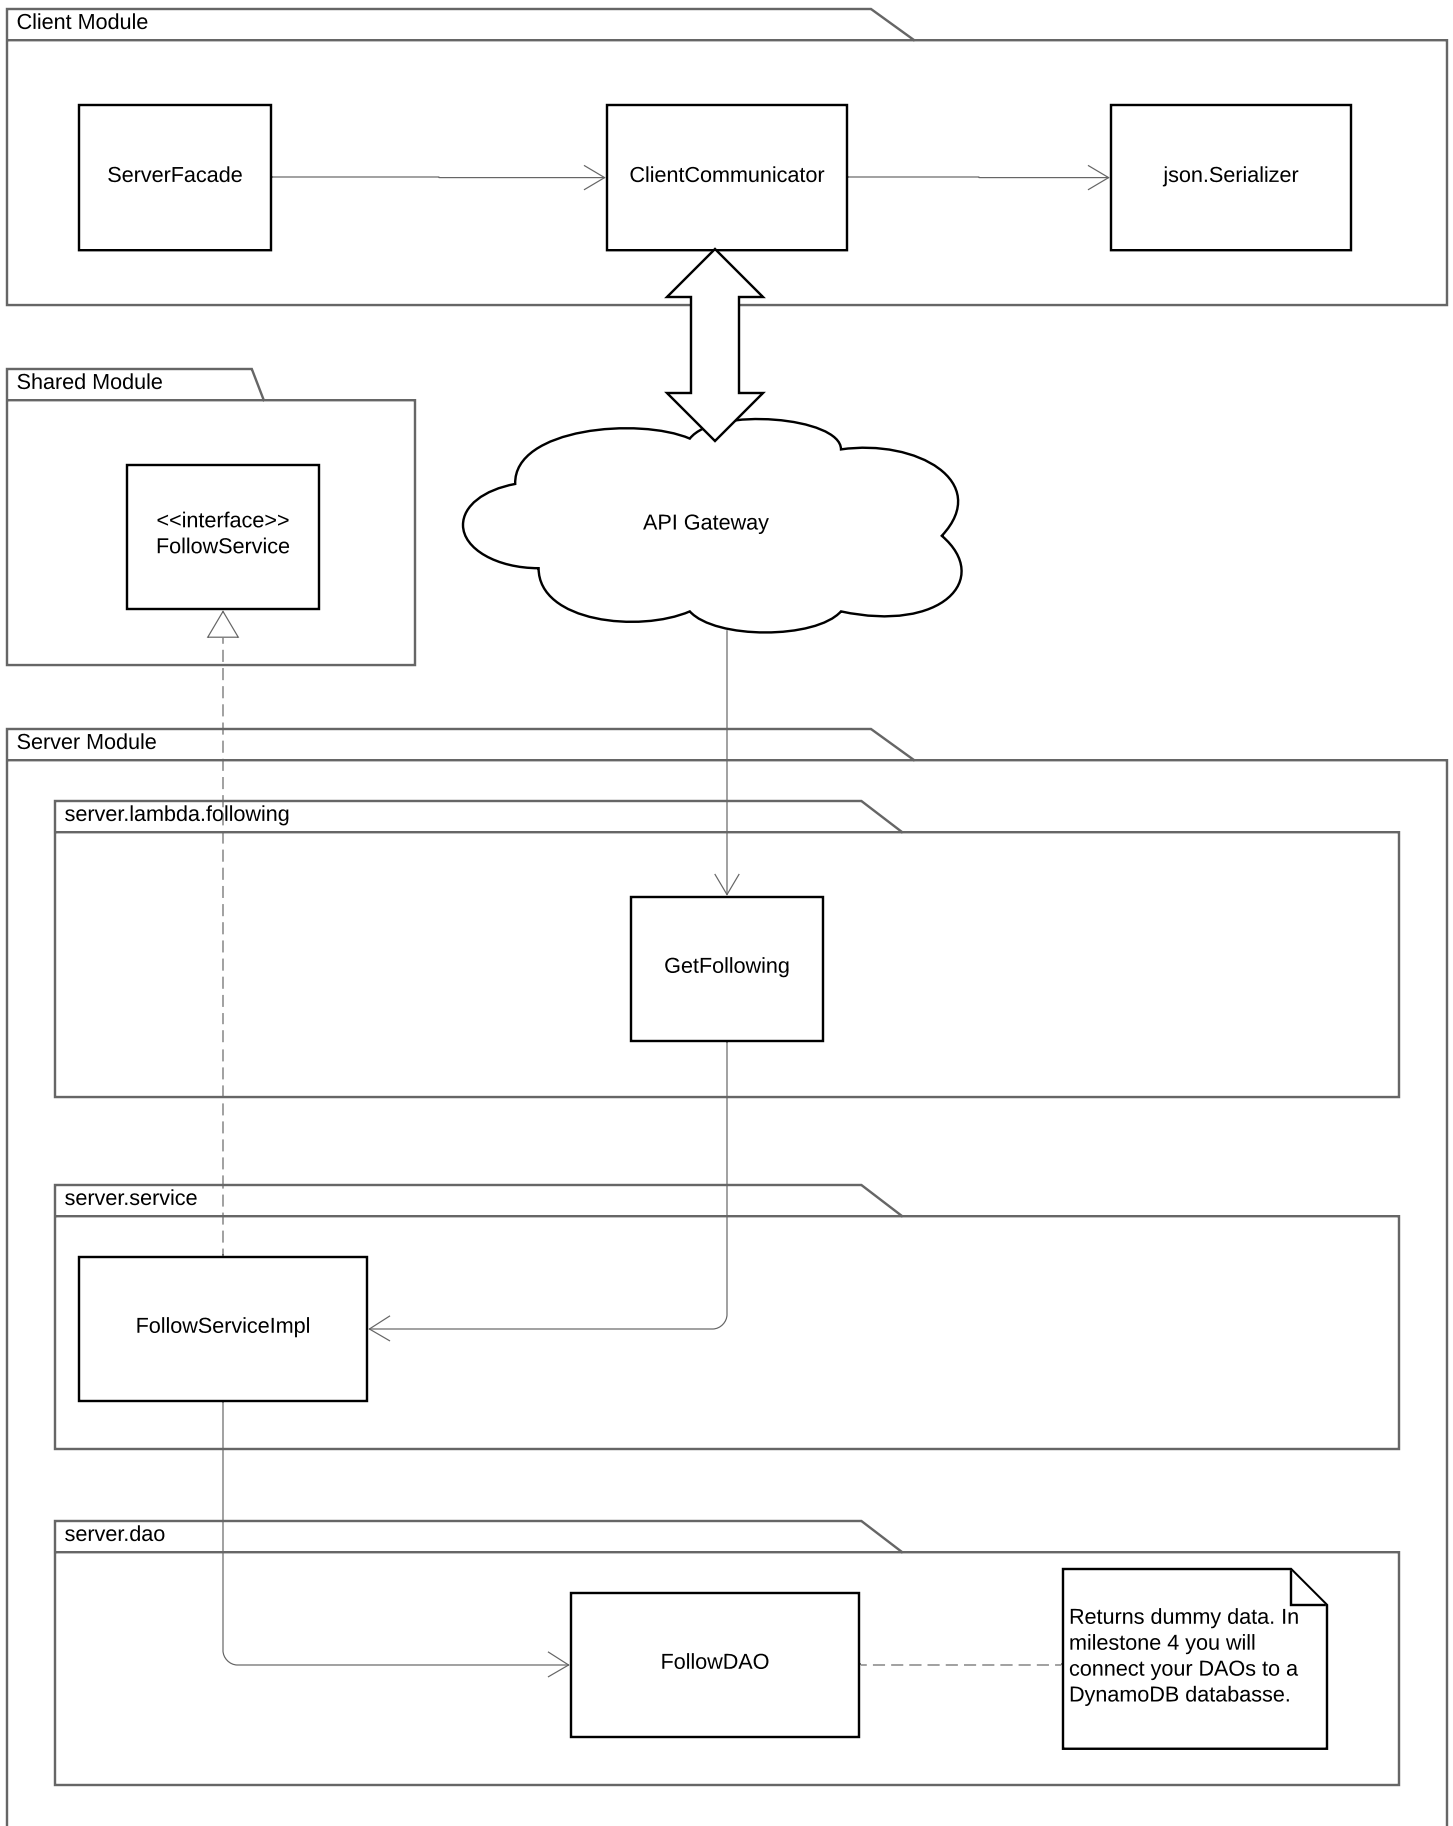 Client Module
ServerFacade
ClientCommunicator
json.Serializer
Shared Module
<<interface>>
FollowService
API Gateway
Server Module
server.lambda.following
GetFollowing
server.service
FollowServiceImpl
server.dao
FollowDAO
Returns dummy data. In
milestone 4 you will
connect your DAOs to a
DynamoDB databasse.